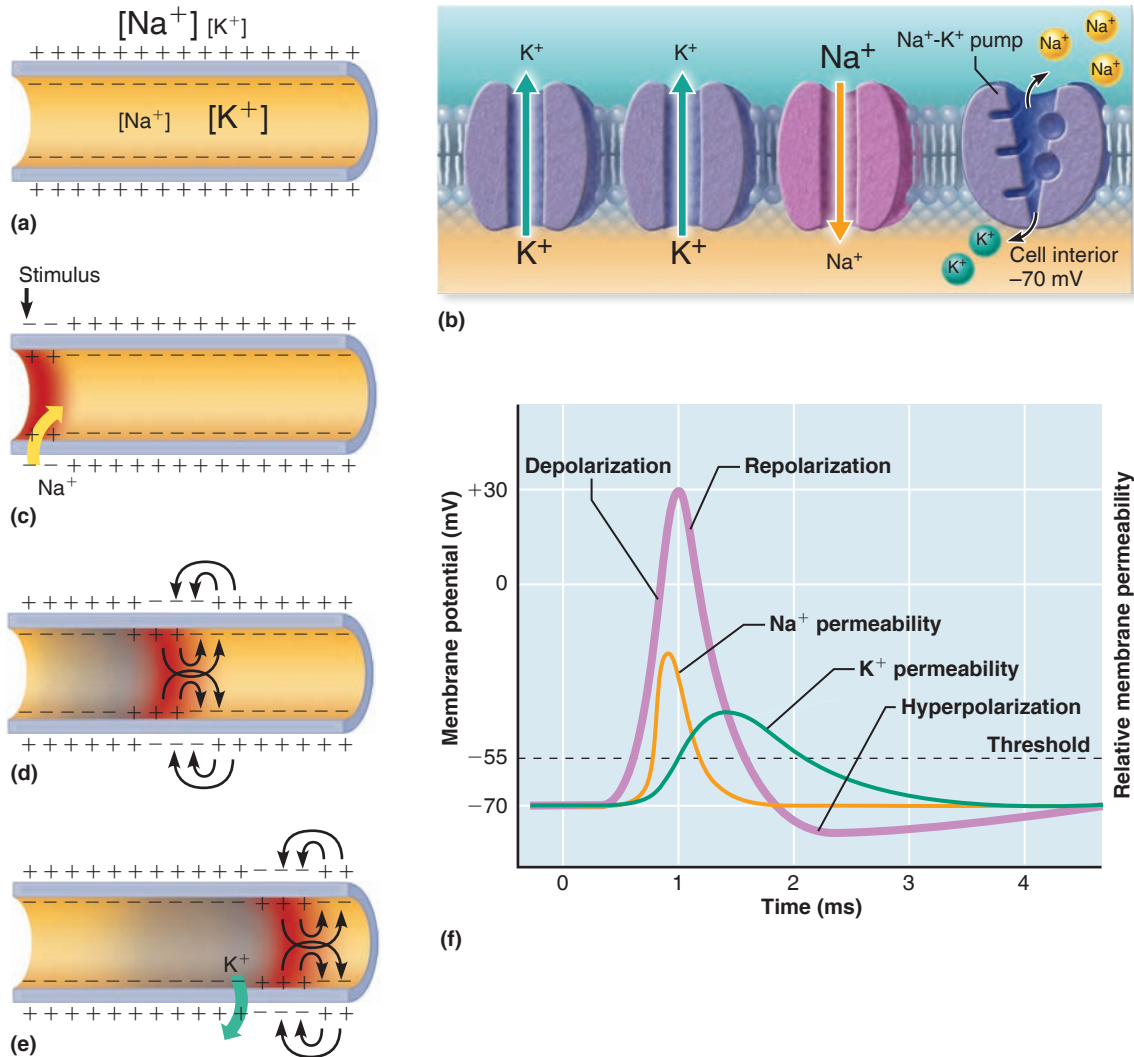 [Na⁺] [K⁺]
+ + + + + + + + + + + + + + + + +
– – – – – – – – – – – – – – – – –
[Na⁺] [K⁺]
– – – – – – – – – – – – – – – – –
+ + + + + + + + + + + + + + + + +
(a)
K⁺ K⁺ Na⁺ Na⁺-K⁺ pump Na⁺ Na⁺ Na⁺
K⁺ K⁺ Na⁺ K⁺ K⁺
Cell interior
–70 mV
(b)
Stimulus
Na⁺
(c)
(d)
K⁺
(e)
Membrane potential (mV)
+30
0
−55
−70
Depolarization
Repolarization
Na⁺ permeability
K⁺ permeability
Hyperpolarization
Threshold
Relative membrane permeability
0 1 2 3 4
Time (ms)
(f)